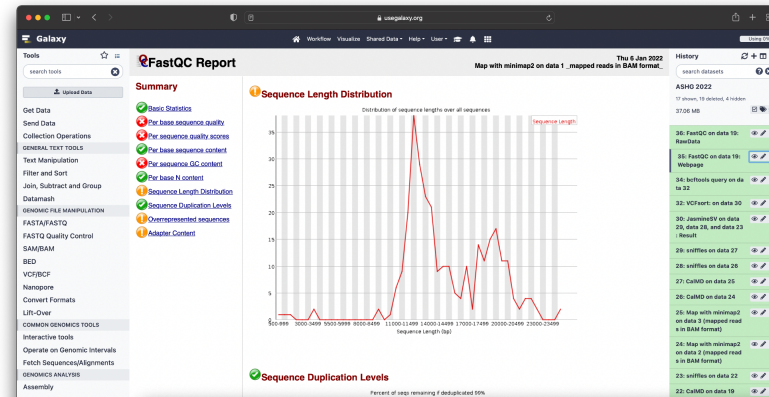 usegalaxy.org
Galaxy
Workflow Visualize Shared Data Help User
Using 0%
Tools
search tools
Upload Data
Get Data
Send Data
Collection Operations
GENERAL TEXT TOOLS
Text Manipulation
Filter and Sort
Join, Subtract and Group
Datamash
GENOMIC FILE MANIPULATION
FASTA/FASTQ
FASTQ Quality Control
SAM/BAM
BED
VCF/BCF
Nanopore
Convert Formats
Lift-Over
COMMON GENOMICS TOOLS
Interactive tools
Operate on Genomic Intervals
Fetch Sequences/Alignments
GENOMICS ANALYSIS
Assembly
FastQC Report
Thu 6 Jan 2022
Map with minimap2 on data 1 _mapped reads in BAM format_
Summary
Basic Statistics
Per base sequence quality
Per sequence quality scores
Per base sequence content
Per sequence GC content
Per base N content
Sequence Length Distribution
Sequence Duplication Levels
Overrepresented sequences
Adapter Content
Sequence Length Distribution
Distribution of sequence lengths over all sequences
Sequence Length
35
30
25
20
15
10
5
0
500-999 3000-3499 5500-5999 8000-8499 11000-11499 14000-14499 17000-17499 20000-20499 23000-23499
Sequence Length (bp)
Sequence Duplication Levels
Percent of seqs remaining if deduplicated 99%
History
search datasets
ASHG 2022
17 shown, 19 deleted, 4 hidden
37.06 MB
36: FastQC on data 19:
RawData
35: FastQC on data 19:
Webpage
34: bcftools query on da
ta 32
32: VCFsort: on data 30
30: JasmineSV on data
29, data 28, and data 23
: Result
29: sniffles on data 27
28: sniffles on data 26
27: CalMD on data 25
26: CalMD on data 24
25: Map with minimap2
on data 3 (mapped read
s in BAM format)
24: Map with minimap2
on data 2 (mapped read
s in BAM format)
23: sniffles on data 22
22: CalMD on data 19